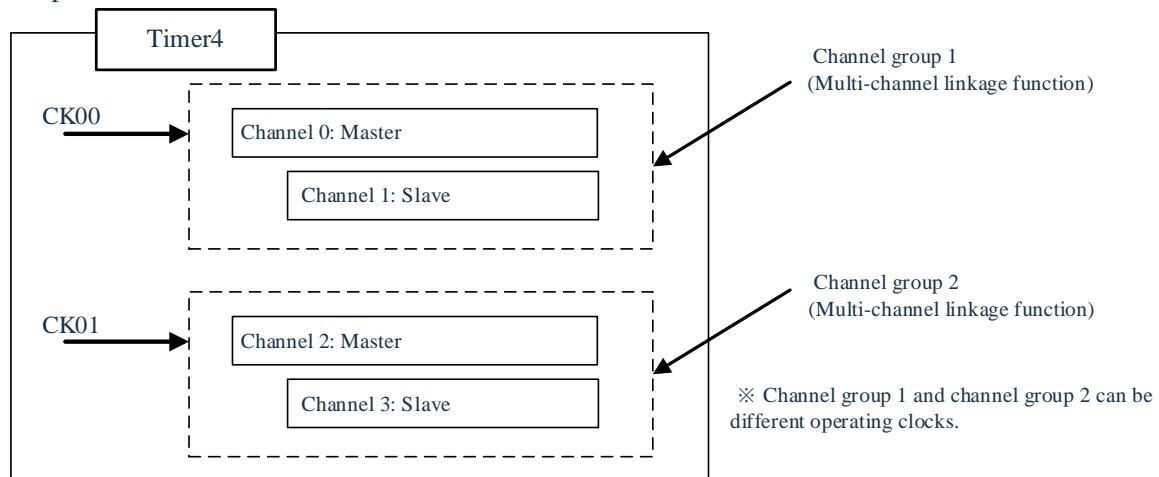 Timer4
CK00
Channel 0: Master
Channel 1: Slave
Channel group 1
(Multi-channel linkage function)
CK01
Channel 2: Master
Channel 3: Slave
Channel group 2
(Multi-channel linkage function)
※ Channel group 1 and channel group 2 can be
different operating clocks.